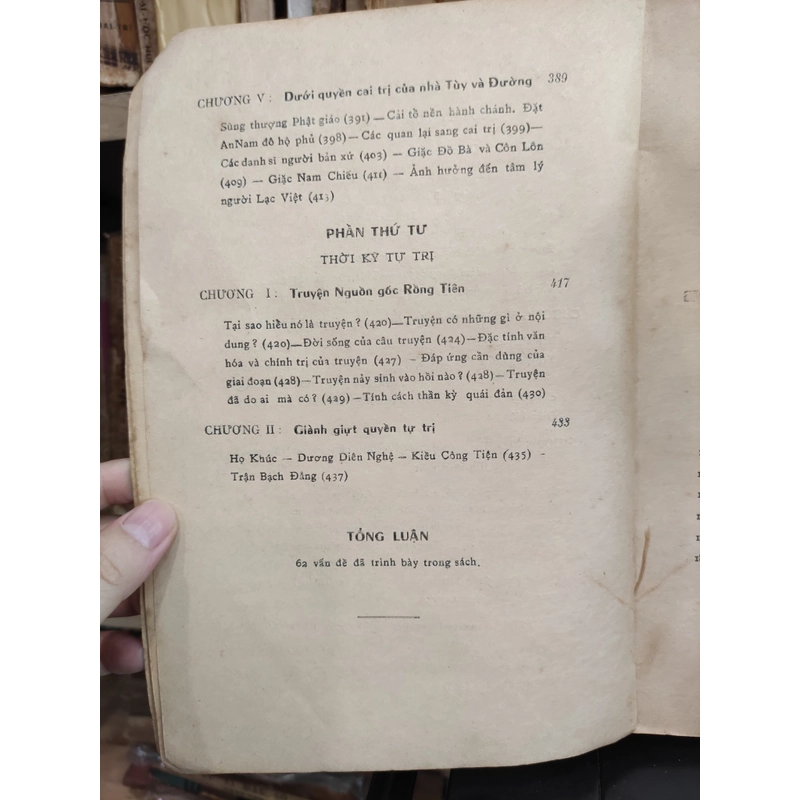 CHƯƠNG V: Dưới quyền cai trị của nhà Tùy và Đường 389
Sùng thượng Phật giáo (391) — Cải tổ nền hành chánh. Đặt
AnNam đô hộ phủ (398) — Các quan lại sang cai trị (399)—
Các danh sĩ người bản xứ (403) — Giặc Đồ Bà và Côn Lôn
(409) — Giặc Nam Chiếu (411) — Ảnh hưởng đến tâm lý
người Lạc Việt (413)
PHẦN THỨ TƯ
THỜI KỲ TỰ TRỊ
CHƯƠNG I: Truyện Nguồn gốc Rồng Tiên 417
Tại sao hiểu nó là truyện? (420)—Truyện có những gì ở nội
dung? (420)—Đời sống của câu truyện (424)—Đặc tính văn
hóa và chính trị của truyện (427) - Đáp ứng cần dùng của
giai đoạn (428)—Truyện nảy sinh vào hồi nào? (428)—Truyện
đã do ai mà có? (429)—Tính cách thần kỳ quái đản (430)
CHƯƠNG II: Giành giựt quyền tự trị 433
Họ Khúc — Dương Diên Nghệ — Kiều Công Tiện (435) -
Trận Bạch Đằng (437)
TỔNG LUẬN
62 vấn đề đã trình bày trong sách.